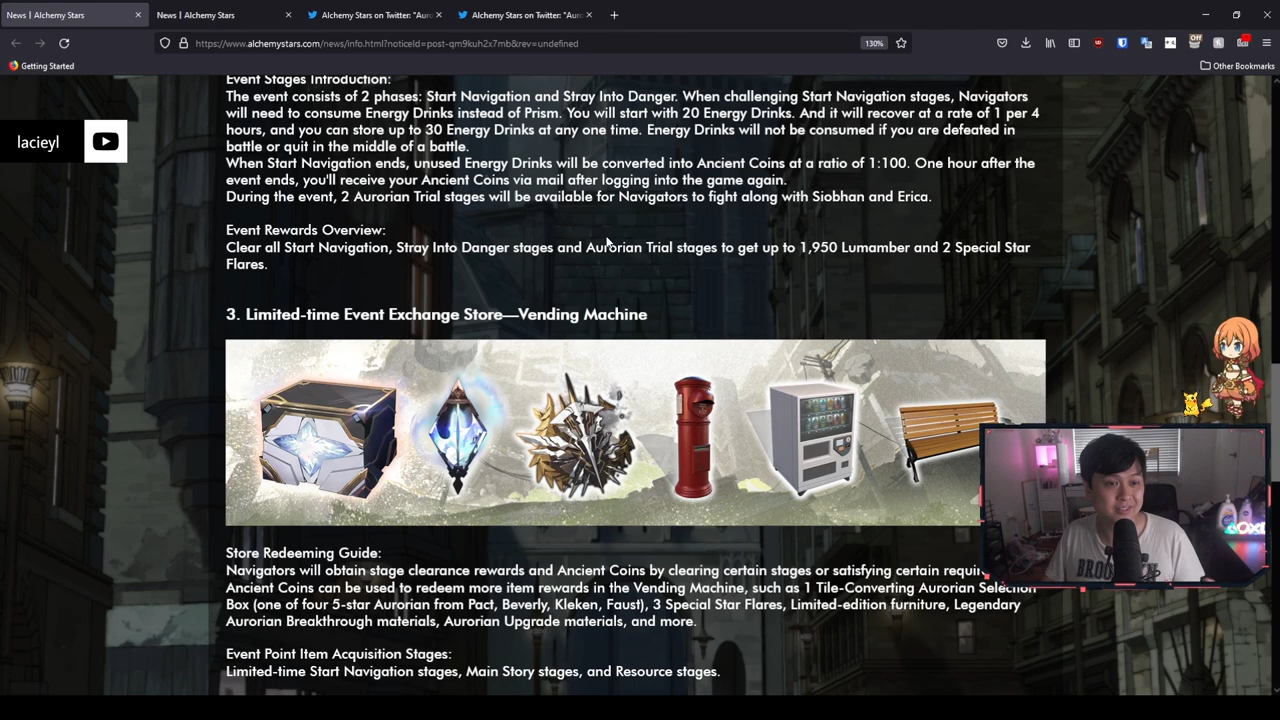 News | Alchemy Stars
News | Alchemy Stars
Alchemy Stars on Twitter: "Auro
Alchemy Stars on Twitter: "Auro
https://www.alchemystars.com/news/info.html?noticeId=post-qm9kuh2x7mb&rev=undefined
130%
Off
Getting Started
Other Bookmarks
Event Stages Introduction:
The event consists of 2 phases: Start Navigation and Stray Into Danger. When challenging Start Navigation stages, Navigators
will need to consume Energy Drinks instead of Prism. You will start with 20 Energy Drinks. And it will recover at a rate of 1 per 4
hours, and you can store up to 30 Energy Drinks at any one time. Energy Drinks will not be consumed if you are defeated in
battle or quit in the middle of a battle.
lacieyl
When Start Navigation ends, unused Energy Drinks will be converted into Ancient Coins at a ratio of 1:100. One hour after the
event ends, you'll receive your Ancient Coins via mail after logging into the game again.
During the event, 2 Aurorian Trial stages will be available for Navigators to fight along with Siobhan and Erica.
Event Rewards Overview:
Clear all Start Navigation, Stray Into Danger stages and Aurorian Trial stages to get up to 1,950 Lumamber and 2 Special Star
Flares.
3. Limited-time Event Exchange Store—Vending Machine
Store Redeeming Guide:
Navigators will obtain stage clearance rewards and Ancient Coins by clearing certain stages or satisfying certain
Ancient Coins can be used to redeem more item rewards in the Vending Machine, such as 1 Tile-Converting Aurorian Selection
Box (one of four 5-star Aurorian from Pact, Beverly, Kleken, Faust), 3 Special Star Flares, Limited-edition furniture, Legendary
Aurorian Breakthrough materials, Aurorian Upgrade materials, and more.
Event Point Item Acquisition Stages:
Limited-time Start Navigation stages, Main Story stages, and Resource stages.